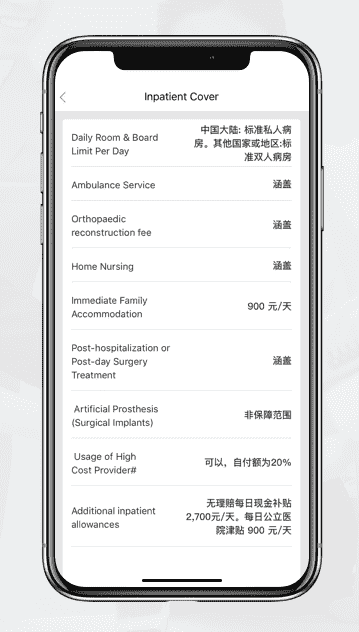 Inpatient Cover
Daily Room & Board
Limit Per Day
中国大陆: 标准私人病
房。其他国家或地区:标
准双人病房
Ambulance Service
涵盖
Orthopaedic
reconstruction fee
涵盖
Home Nursing
涵盖
Immediate Family
Accommodation
900 元/天
Post-hospitalization or
Post-day Surgery
Treatment
涵盖
Artificial Prosthesis
(Surgical Implants)
非保障范围
Usage of High
Cost Provider#
可以，自付额为20%
Additional inpatient
allowances
无理赔每日现金补贴
2,700元/天。每日公立医
院津贴 900 元/天